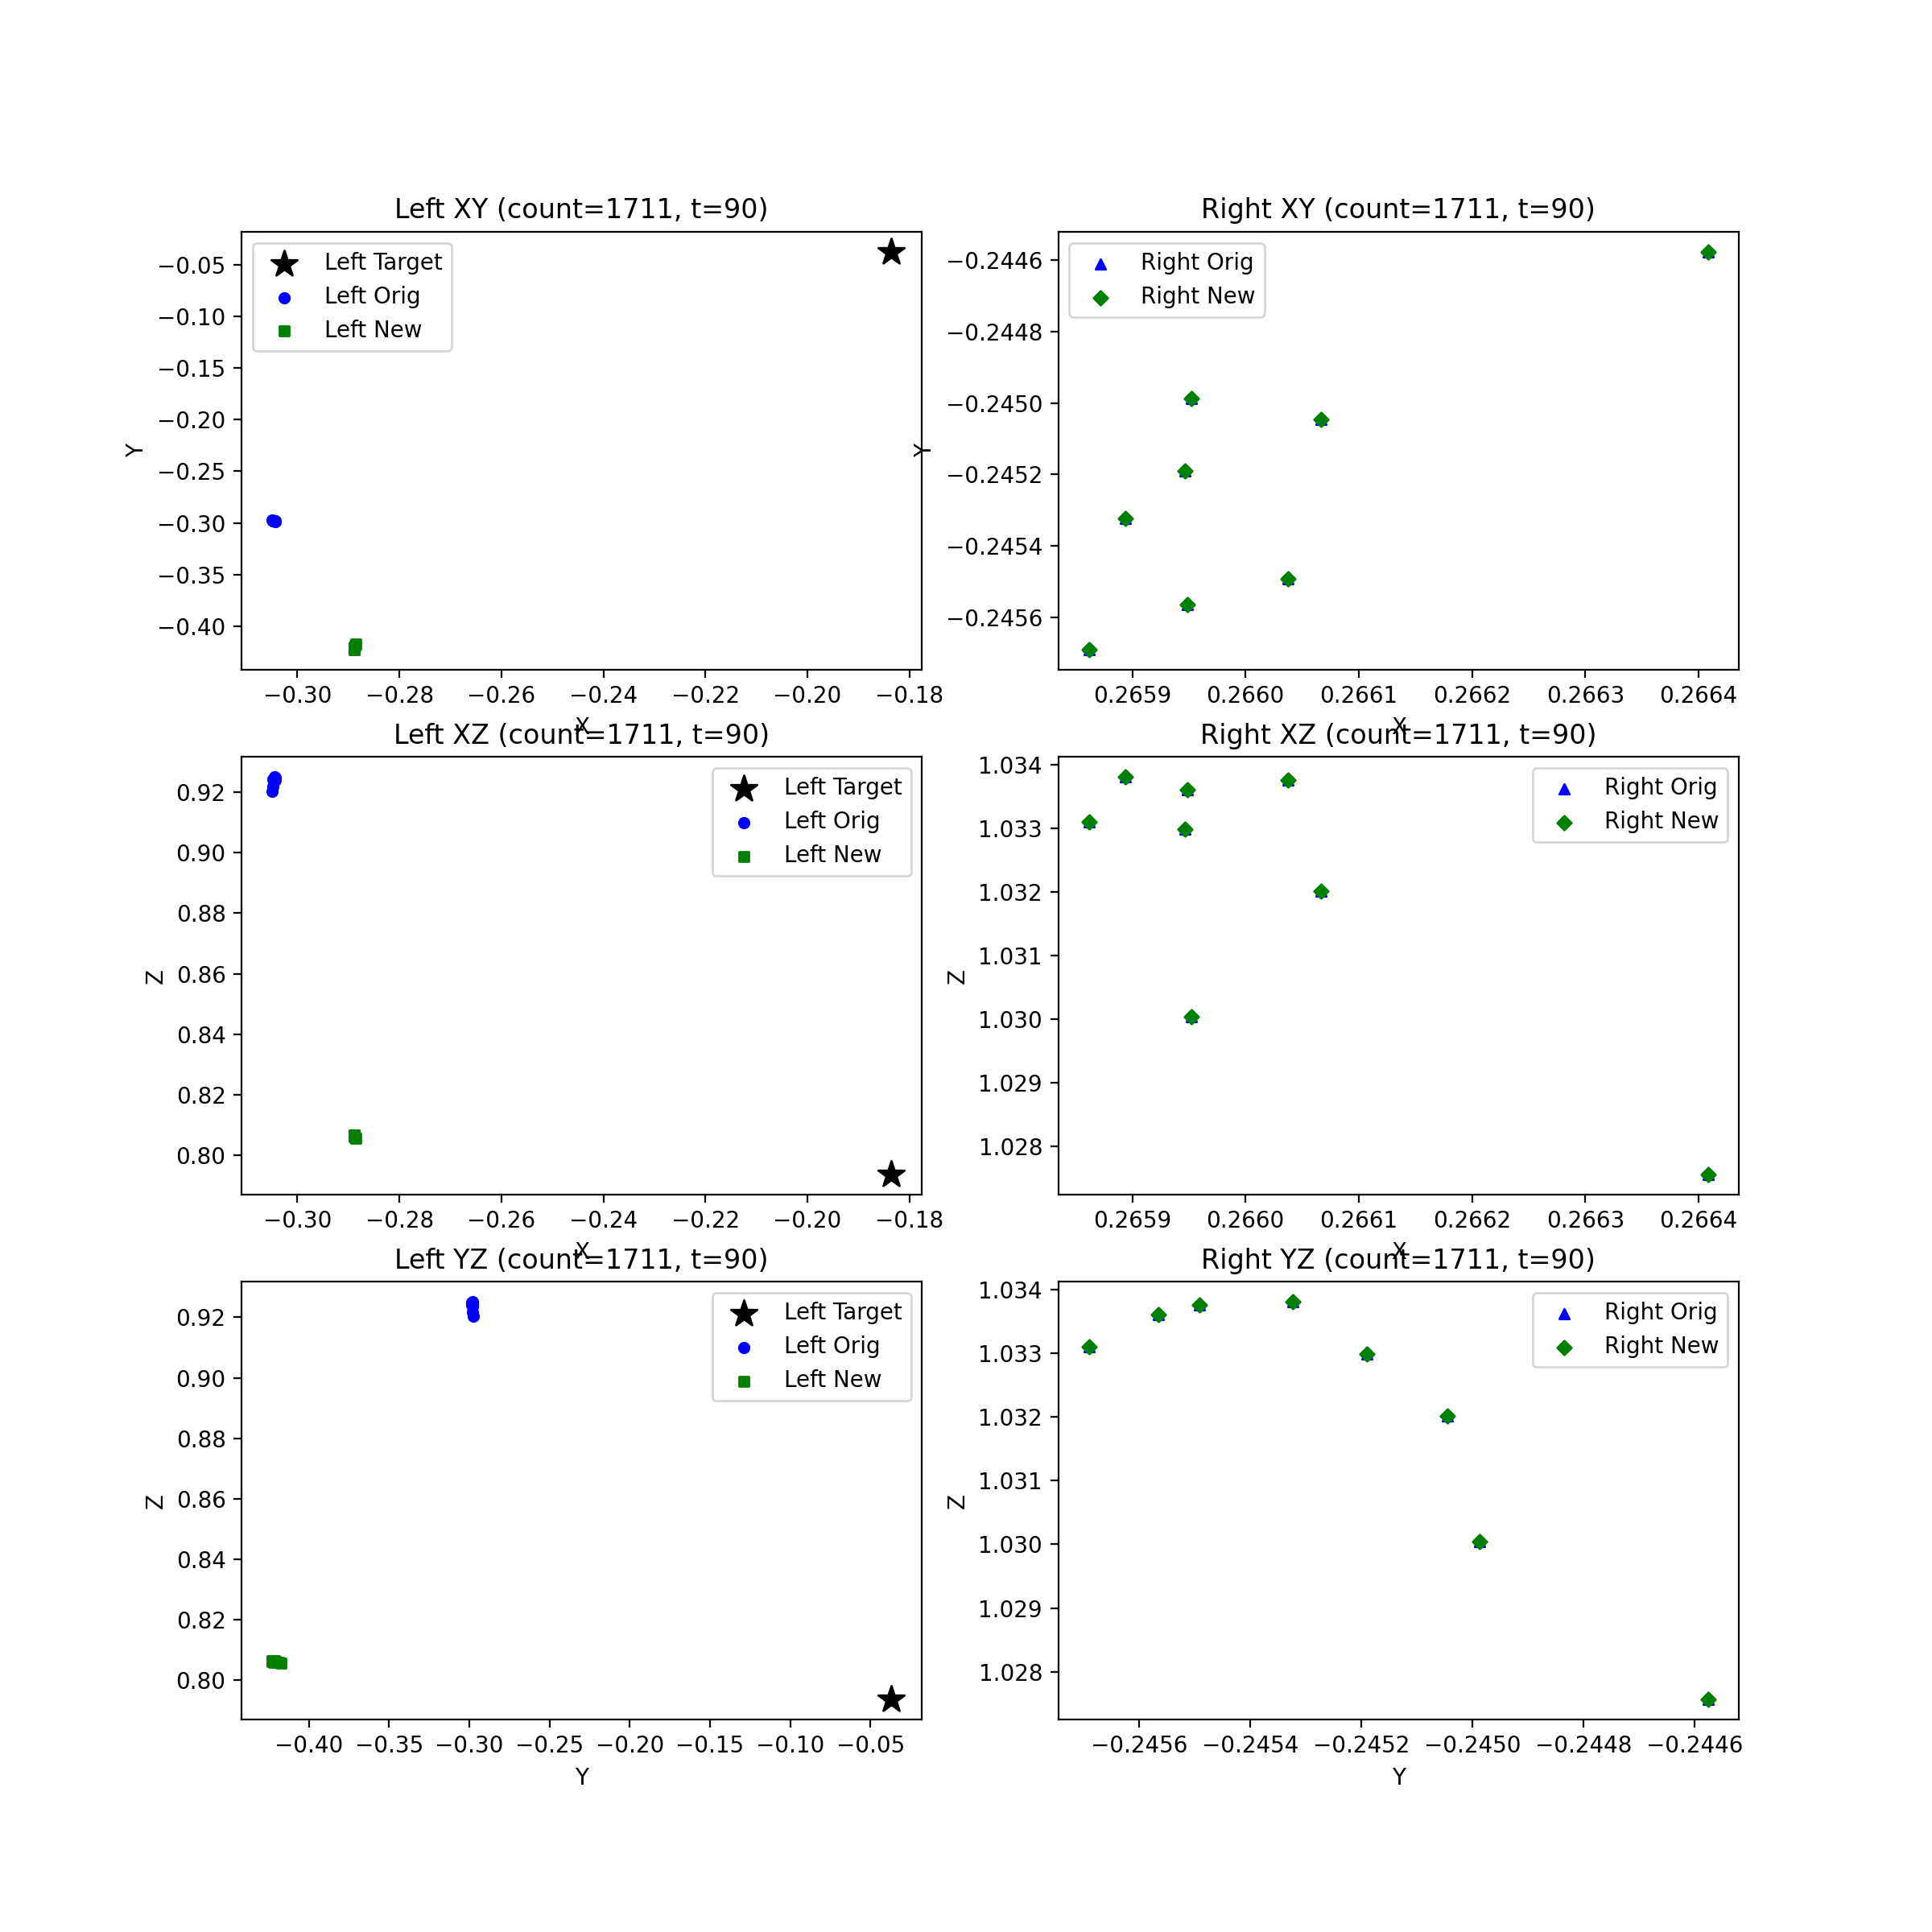 Left XY (count=1711, t=90)
Left Target
Left Orig
Left New
Y
−0.05
−0.10
−0.15
−0.20
−0.25
−0.30
−0.35
−0.40
−0.30 −0.28 −0.26 −0.24 −0.22 −0.20 −0.18
X
Right XY (count=1711, t=90)
Right Orig
Right New
Y
−0.2446
−0.2448
−0.2450
−0.2452
−0.2454
−0.2456
0.2659 0.2660 0.2661 0.2662 0.2663 0.2664
X
Left XZ (count=1711, t=90)
Left Target
Left Orig
Left New
Z
0.92
0.90
0.88
0.86
0.84
0.82
0.80
−0.30 −0.28 −0.26 −0.24 −0.22 −0.20 −0.18
X
Right XZ (count=1711, t=90)
Right Orig
Right New
Z
1.034
1.033
1.032
1.031
1.030
1.029
1.028
0.2659 0.2660 0.2661 0.2662 0.2663 0.2664
X
Left YZ (count=1711, t=90)
Left Target
Left Orig
Left New
Z
0.92
0.90
0.88
0.86
0.84
0.82
0.80
−0.40 −0.35 −0.30 −0.25 −0.20 −0.15 −0.10 −0.05
Y
Right YZ (count=1711, t=90)
Right Orig
Right New
Z
1.034
1.033
1.032
1.031
1.030
1.029
1.028
−0.2456 −0.2454 −0.2452 −0.2450 −0.2448 −0.2446
Y